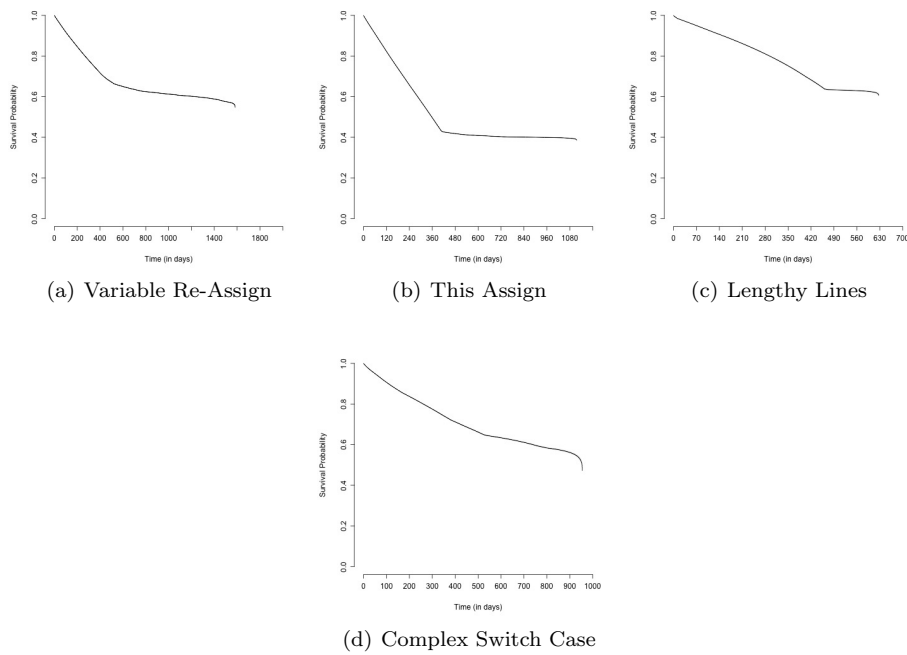 1.0
0.8
0.6
0.4
0.2
0.0
Survival Probability
0 200 400 600 800 1000 1400 1800
Time (in days)
(a) Variable Re-Assign
1.0
0.8
0.6
0.4
0.2
0.0
Survival Probability
0 120 240 360 480 600 720 840 960 1080
Time (in days)
(b) This Assign
1.0
0.8
0.6
0.4
0.2
0.0
Survival Probability
0 70 140 210 280 350 420 490 560 630 700
Time (in days)
(c) Lengthy Lines
1.0
0.8
0.6
0.4
0.2
0.0
Survival Probability
0 100 200 300 400 500 600 700 800 900 1000
Time (in days)
(d) Complex Switch Case